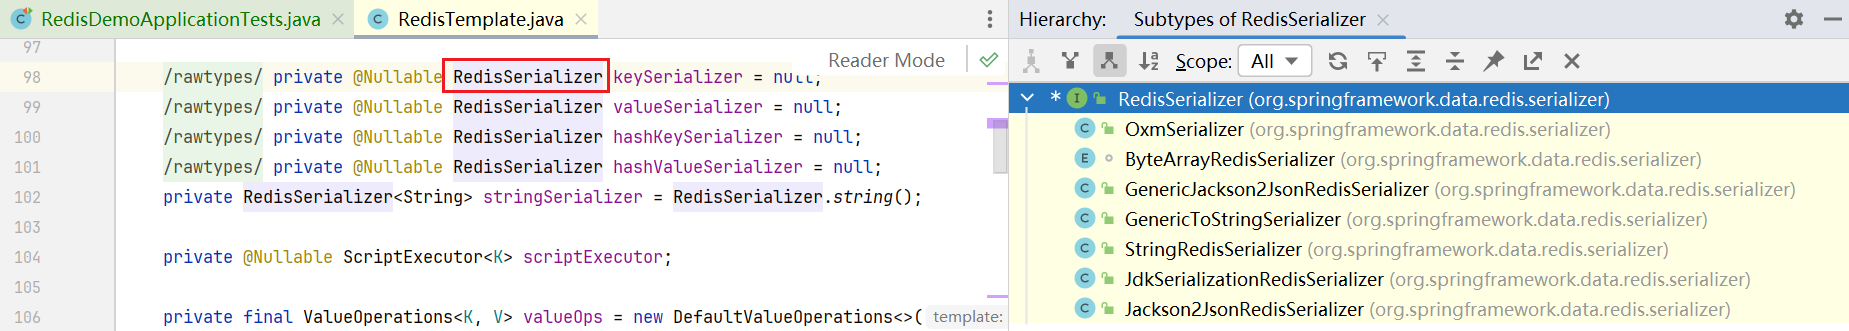 RedisDemoApplicationTests.java RedisTemplate.java
97
Reader Mode
98 /rawtypes/ private @Nullable RedisSerializer keySerializer = null;
99 /rawtypes/ private @Nullable RedisSerializer valueSerializer = null;
100 /rawtypes/ private @Nullable RedisSerializer hashKeySerializer = null;
101 /rawtypes/ private @Nullable RedisSerializer hashValueSerializer = null;
102 private RedisSerializer<String> stringSerializer = RedisSerializer.string();
103
104 private @Nullable ScriptExecutor<K> scriptExecutor;
105
106 private final ValueOperations<K, V> valueOps = new DefaultValueOperations<>( template:
Hierarchy: Subtypes of RedisSerializer
Scope: All
* RedisSerializer (org.springframework.data.redis.serializer)
OxmSerializer (org.springframework.data.redis.serializer)
ByteArrayRedisSerializer (org.springframework.data.redis.serializer)
GenericJackson2JsonRedisSerializer (org.springframework.data.redis.serializer)
GenericToStringSerializer (org.springframework.data.redis.serializer)
StringRedisSerializer (org.springframework.data.redis.serializer)
JdkSerializationRedisSerializer (org.springframework.data.redis.serializer)
Jackson2JsonRedisSerializer (org.springframework.data.redis.serializer)